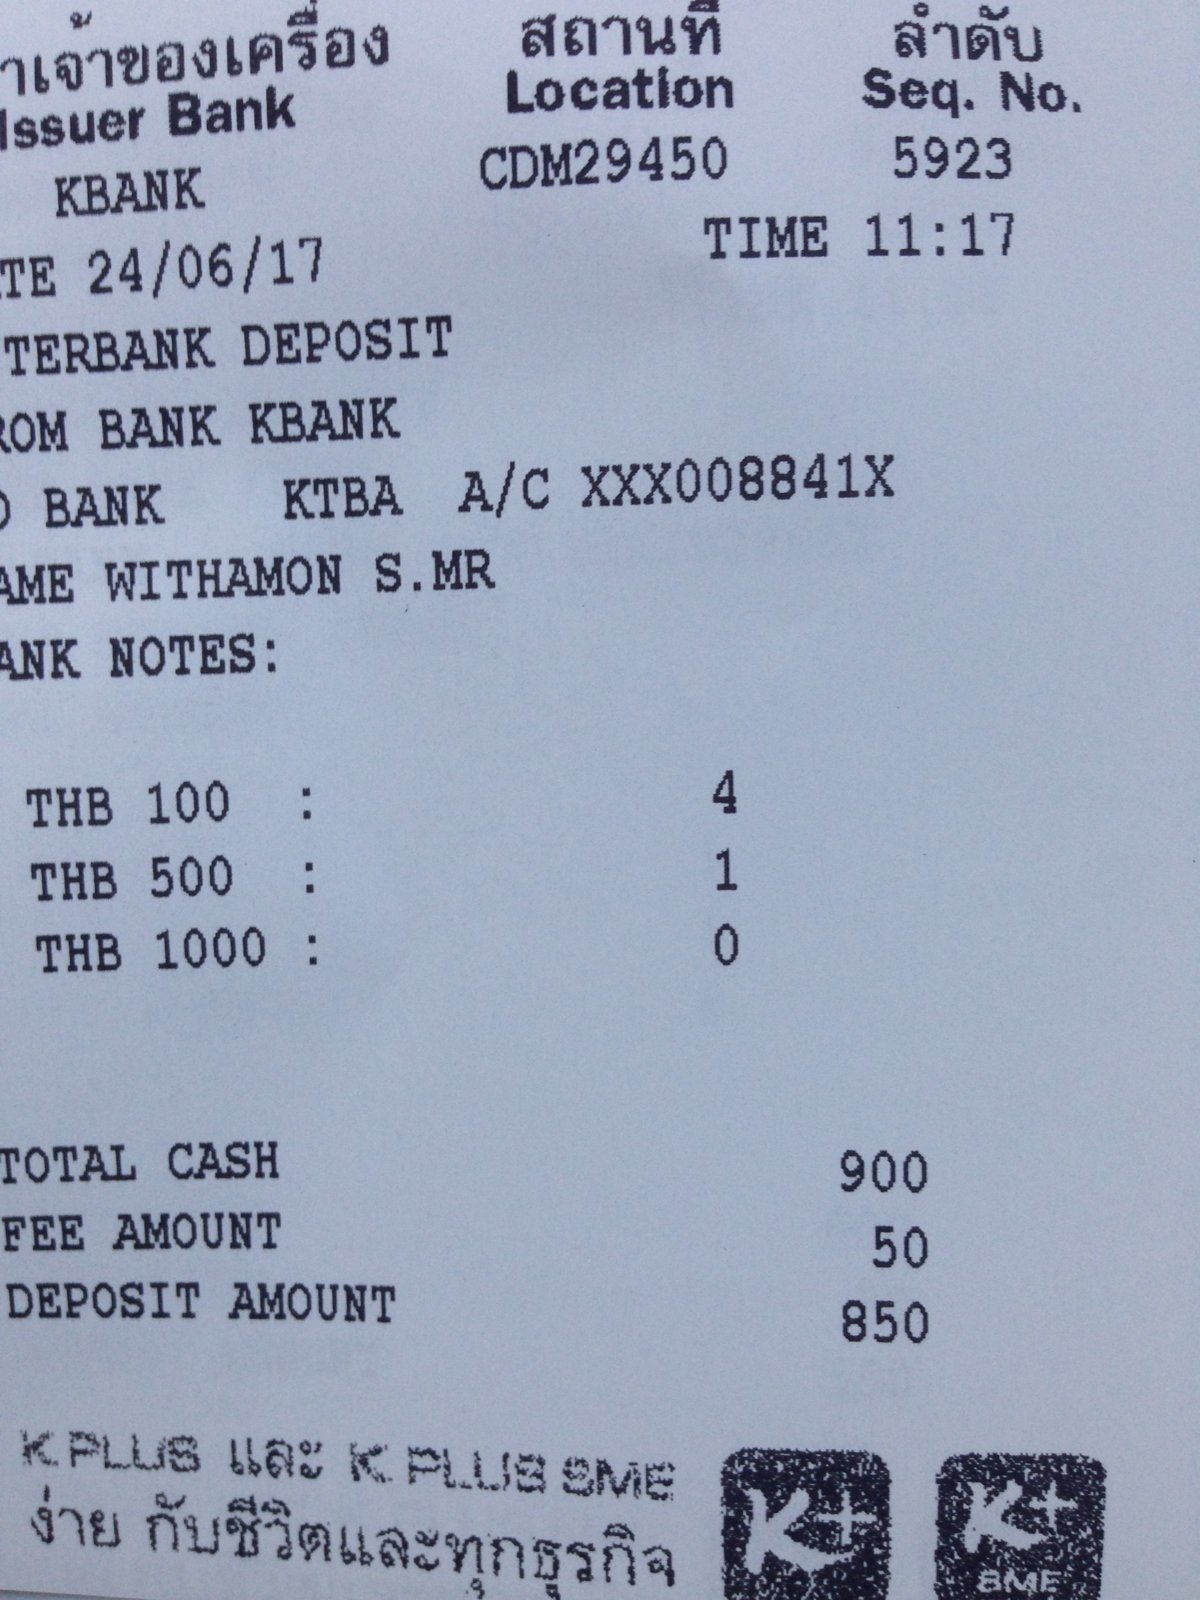 าเจ้าของเครื่อง สถานที่ ลำดับ
Issuer Bank Location Seq. No.
KBANK CDM29450 5923
TE 24/06/17 TIME 11:17
TERBANK DEPOSIT
ROM BANK KBANK
O BANK KTBA A/C XXX008841X
AME WITHAMON S.MR
ANK NOTES:
THB 100 : 4
THB 500 : 1
THB 1000 : 0
TOTAL CASH 900
FEE AMOUNT 50
DEPOSIT AMOUNT 850
K PLUS และ K PLUS SME
ง่าย กับชีวิตและทุกธุรกิจ
K+ K+
SME